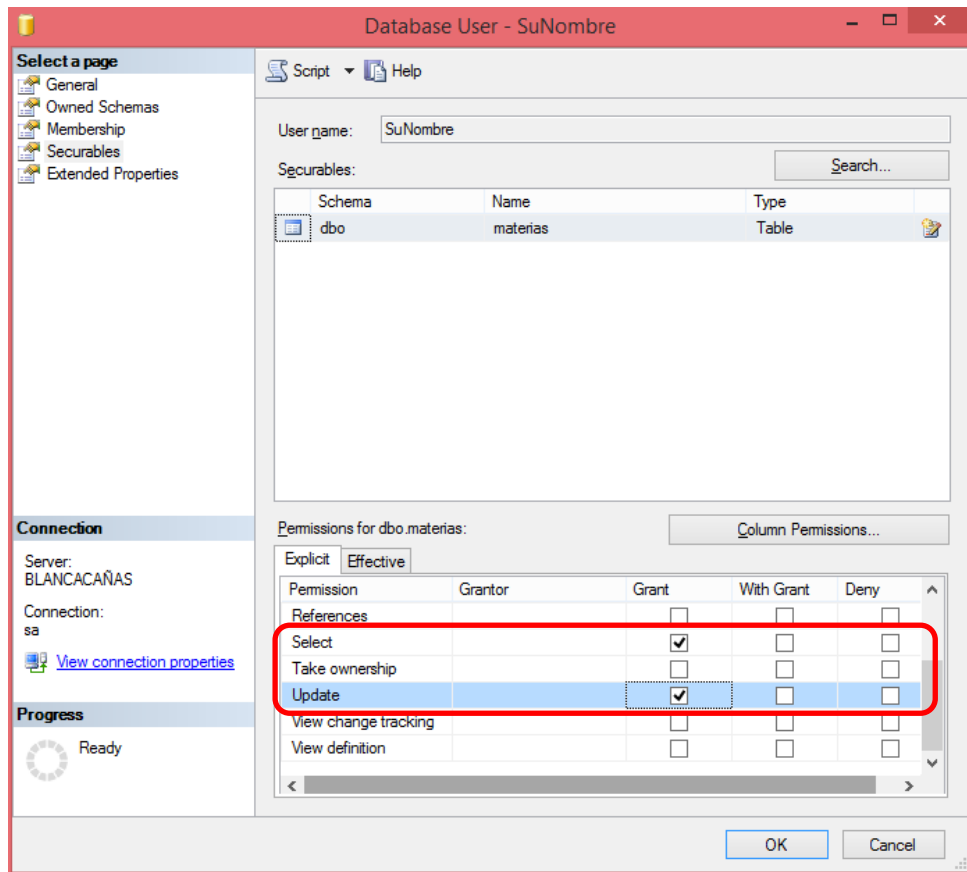 Database User - SuNombre
Select a page
General
Owned Schemas
Membership
Securables
Extended Properties
Script
Help
User name: SuNombre
Securables:
Search...
Schema Name Type
dbo materias Table
Connection
Server:
BLANCACAÑAS
Connection:
sa
View connection properties
Progress
Ready
Permissions for dbo.materias:
Column Permissions...
Explicit Effective
Permission Grantor Grant With Grant Deny
References
Select
Take ownership
Update
View change tracking
View definition
OK Cancel